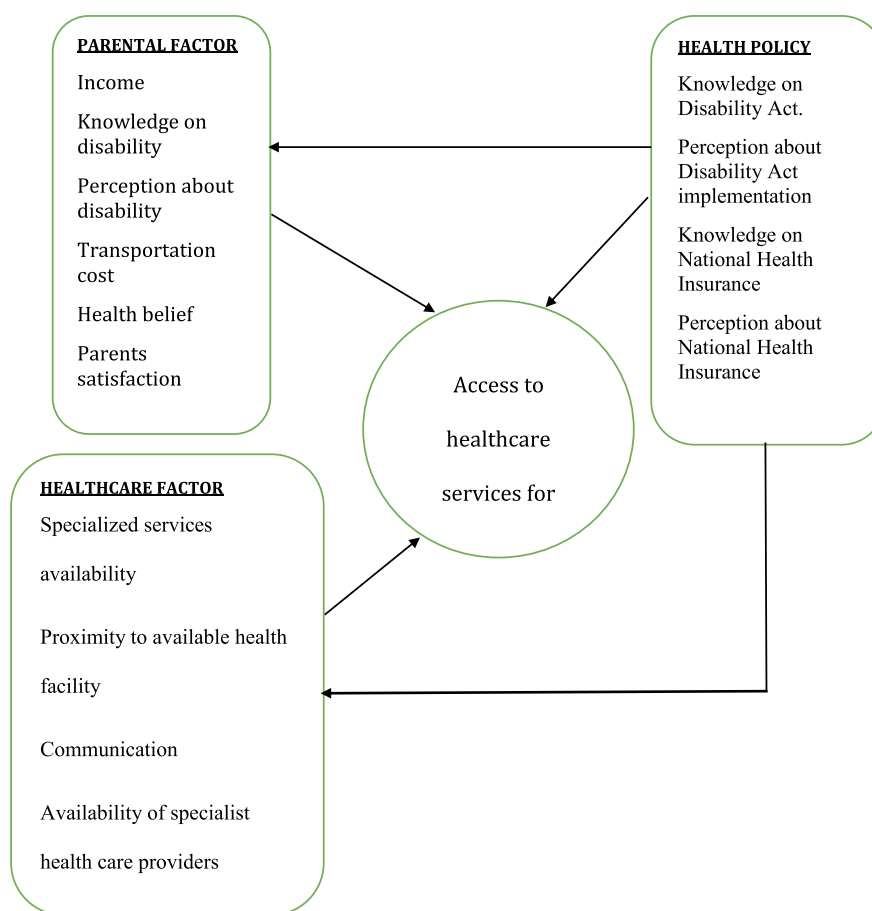 PARENTAL FACTOR
Income
Knowledge on
disability
Perception about
disability
Transportation
cost
Health belief
Parents
satisfaction
HEALTH POLICY
Knowledge on
Disability Act.
Perception about
Disability Act
implementation
Knowledge on
National Health
Insurance
Perception about
National Health
Insurance
Access to
healthcare
services for
HEALTHCARE FACTOR
Specialized services
availability
Proximity to available health
facility
Communication
Availability of specialist
health care providers